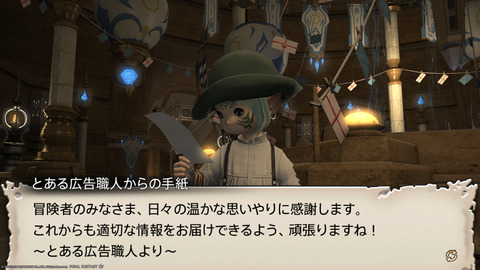 とある広告職人からの手紙
冒険者のみなさま、日々の温かな思いやりに感謝します。
これからも適切な情報をお届けできるよう、頑張りますね！
～とある広告職人より～
FINAL FANTASY XIV